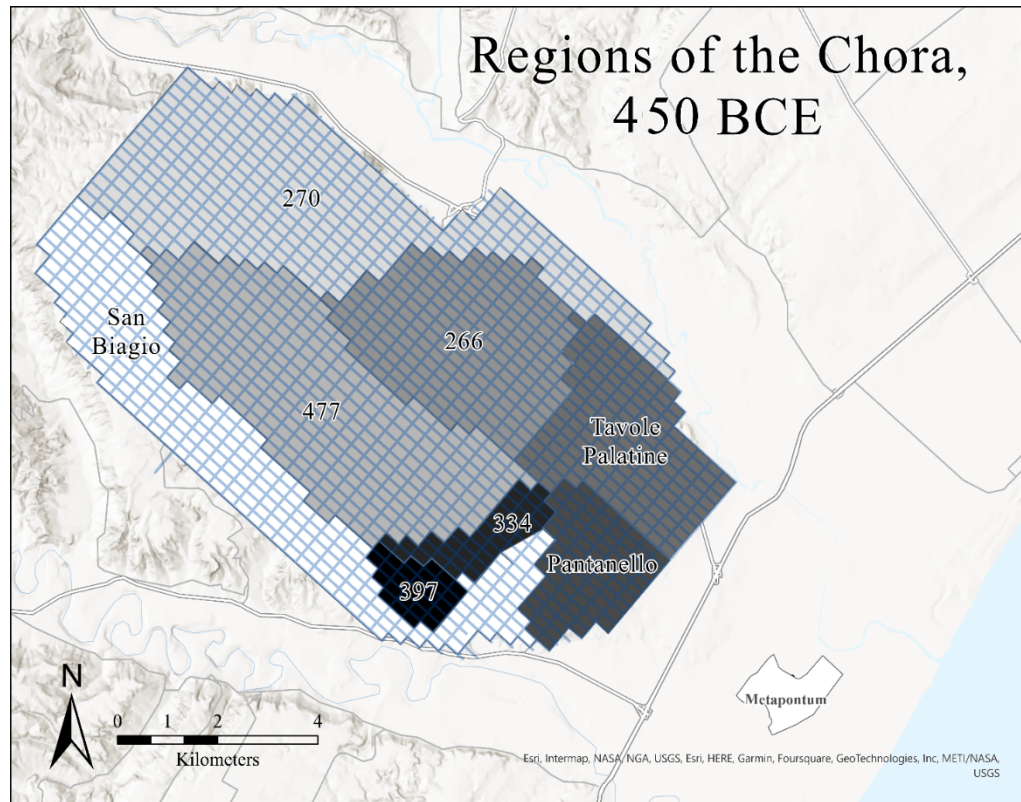 Regions of the Chora,
450 BCE
270
San
Biagio
266
477
Tavole
Palatine
334
Pantanello
397
Metapontum
N
0 1 2 4
Kilometers
Esri, Intermap, NASA, NGA, USGS, Esri, HERE, Garmin, Foursquare, GeoTechnologies, Inc, METI/NASA,
USGS